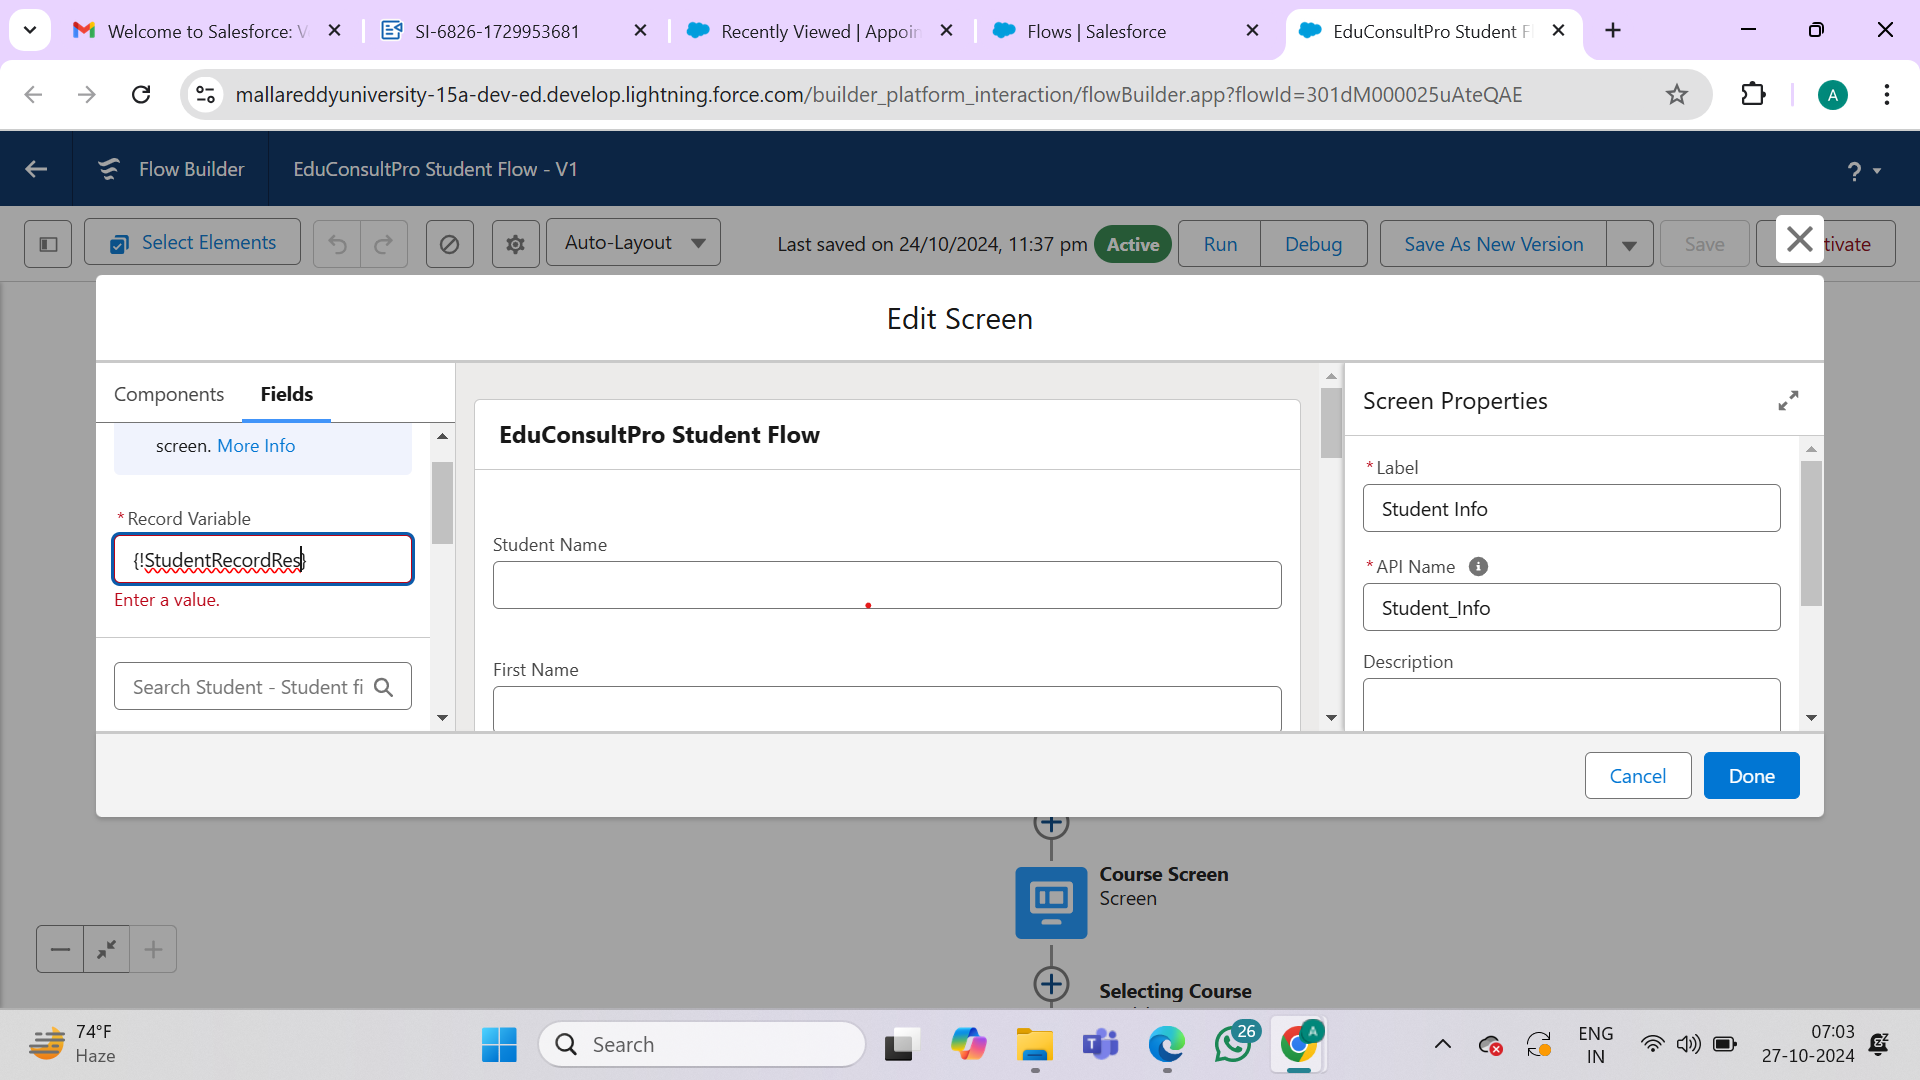 Welcome to Salesforce: V
SI-6826-1729953681
Recently Viewed | Appoin
Flows | Salesforce
EduConsultPro Student F
mallareddyuniversity-15a-dev-ed.develop.lightning.force.com/builder_platform_interaction/flowBuilder.app?flowId=301dM000025uAteQAE
A
Flow Builder
EduConsultPro Student Flow - V1
?
Select Elements
Auto-Layout
Last saved on 24/10/2024, 11:37 pm
Active
Run
Debug
Save As New Version
Save
tivate
Edit Screen
Components
Fields
screen. More Info
*Record Variable
{!StudentRecordRes}
Enter a value.
Search Student - Student fi
EduConsultPro Student Flow
Student Name
First Name
Screen Properties
*Label
Student Info
*API Name
Student_Info
Description
Cancel
Done
Course Screen
Screen
Selecting Course
74°F
Haze
Search
26
A
ENG
IN
07:03
27-10-2024